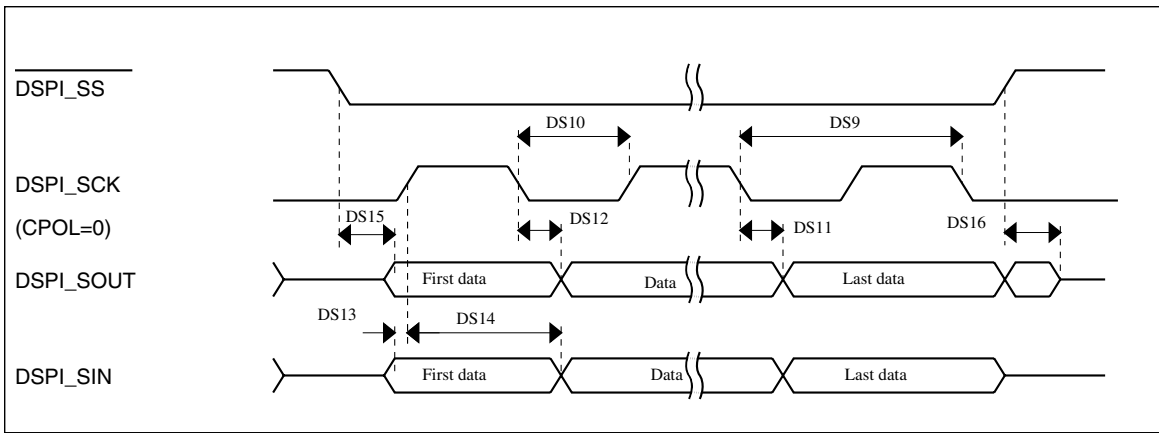 DSPI_SS
DS10
DS9
DSPI_SCK
(CPOL=0)
DS15
DS12
DS11
DS16
DSPI_SOUT
First data
Data
Last data
DS13
DS14
DSPI_SIN
First data
Data
Last data